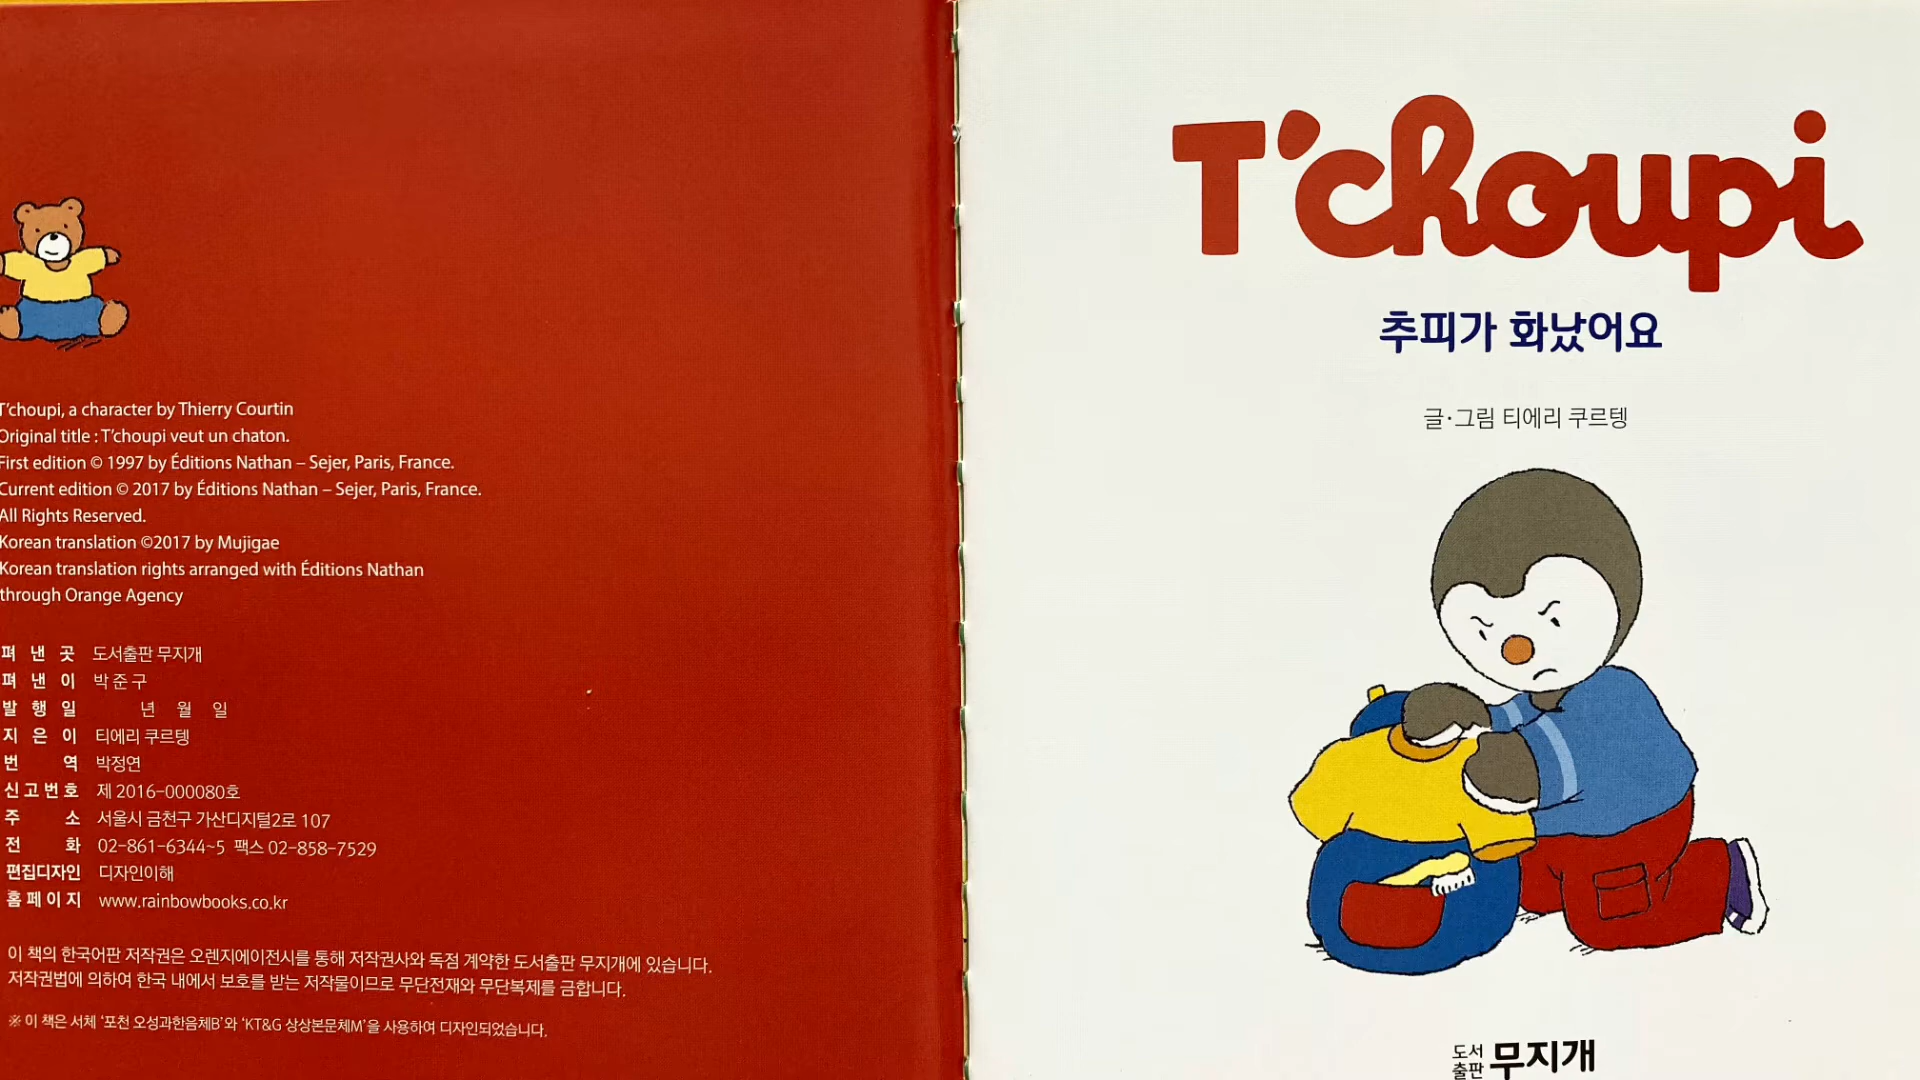 T'choupi, a character by Thierry Courtin
Original title : T'choupi veut un chaton.
First edition © 1997 by Éditions Nathan – Sejer, Paris, France.
Current edition © 2017 by Éditions Nathan – Sejer, Paris, France.
All Rights Reserved.
Korean translation ©2017 by Mujigae
Korean translation rights arranged with Éditions Nathan
through Orange Agency
펴 낸 곳 도서출판 무지개
펴 낸 이 박 준 구
발 행 일 년 월 일
지 은 이 티에리 쿠르텡
번 역 박정연
신고번호 제 2016-000080호
주 소 서울시 금천구 가산디지털2로 107
전 화 02-861-6344~5 팩스 02-858-7529
편집디자인 디자인이해
홈페이지 www.rainbowbooks.co.kr
이 책의 한국어판 저작권은 오렌지에이전시를 통해 저작권사와 독점 계약한 도서출판 무지개에 있습니다.
저작권법에 의하여 한국 내에서 보호를 받는 저작물이므로 무단전재와 무단복제를 금합니다.
※ 이 책은 서체 '포천 오성과한음체B'와 'KT&G 상상본문체M'을 사용하여 디자인되었습니다.
T'choupi
추피가 화났어요
글·그림 티에리 쿠르텡
도서출판 무지개